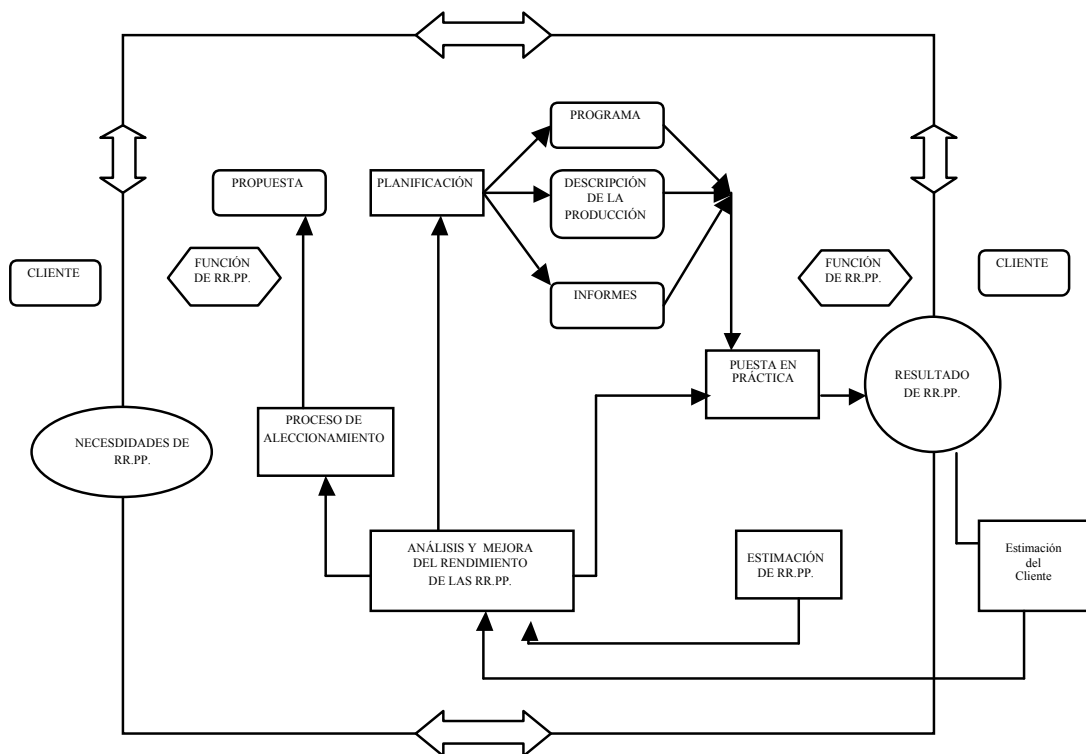 PROGRAMA
PROPUESTA
PLANIFICACIÓN
DESCRIPCIÓN
DE LA
PRODUCCIÓN
CLIENTE
FUNCIÓN
DE RR.PP.
INFORMES
FUNCIÓN
DE RR.PP.
CLIENTE
PUESTA EN
PRÁCTICA
RESULTADO
DE RR.PP.
PROCESO DE
ALECCIONAMIENTO
NECESDIDADES DE
RR.PP.
ANÁLISIS Y MEJORA
DEL RENDIMIENTO
DE LAS RR.PP.
ESTIMACIÓN
DE RR.PP.
Estimación
del
Cliente